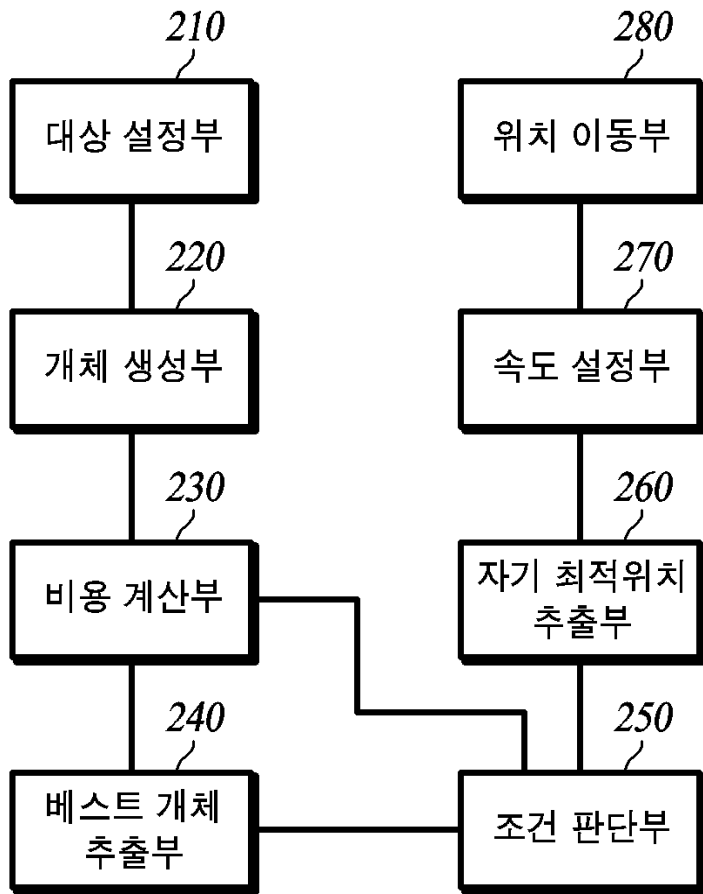 210
대상 설정부
220
개체 생성부
230
비용 계산부
240
베스트 개체
추출부
280
위치 이동부
270
속도 설정부
260
자기 최적위치
추출부
250
조건 판단부